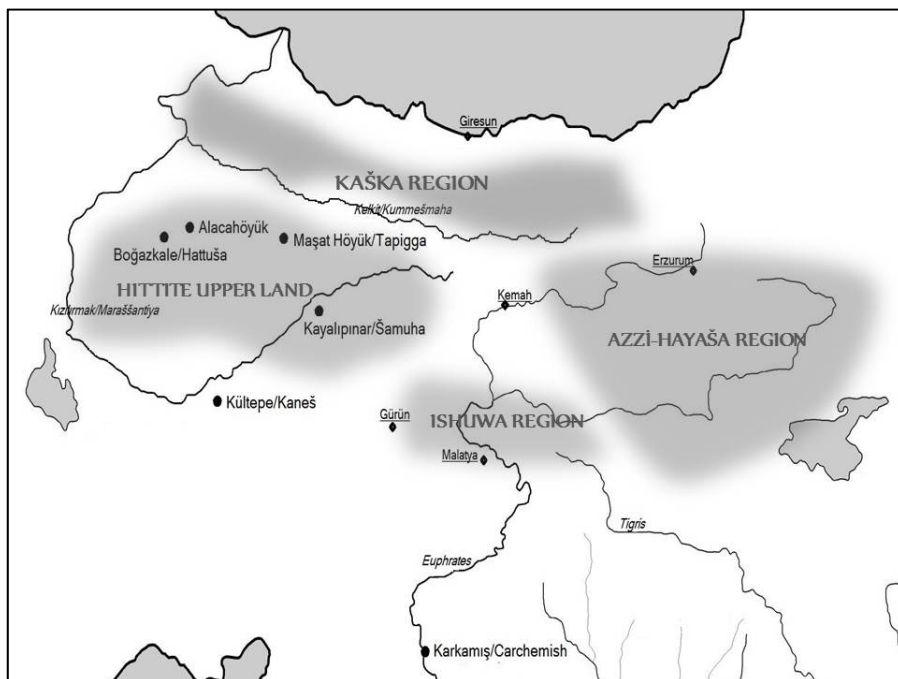 Giresun
KAŠKA REGION
Kelkit/Kummešmaha
Alacahöyük
Boğazkale/Hattuša
Maşat Höyük/Tapigga
Erzurum
HITTITE UPPER LAND
Kemah
Kızılırmak/Maraššantiya
Kayalıpınar/Šamuha
AZZİ-HAYAŠA REGION
Kültepe/Kaneš
Gürün
ISHUWA REGION
Malatya
Tigris
Euphrates
Karkamış/Carchemish